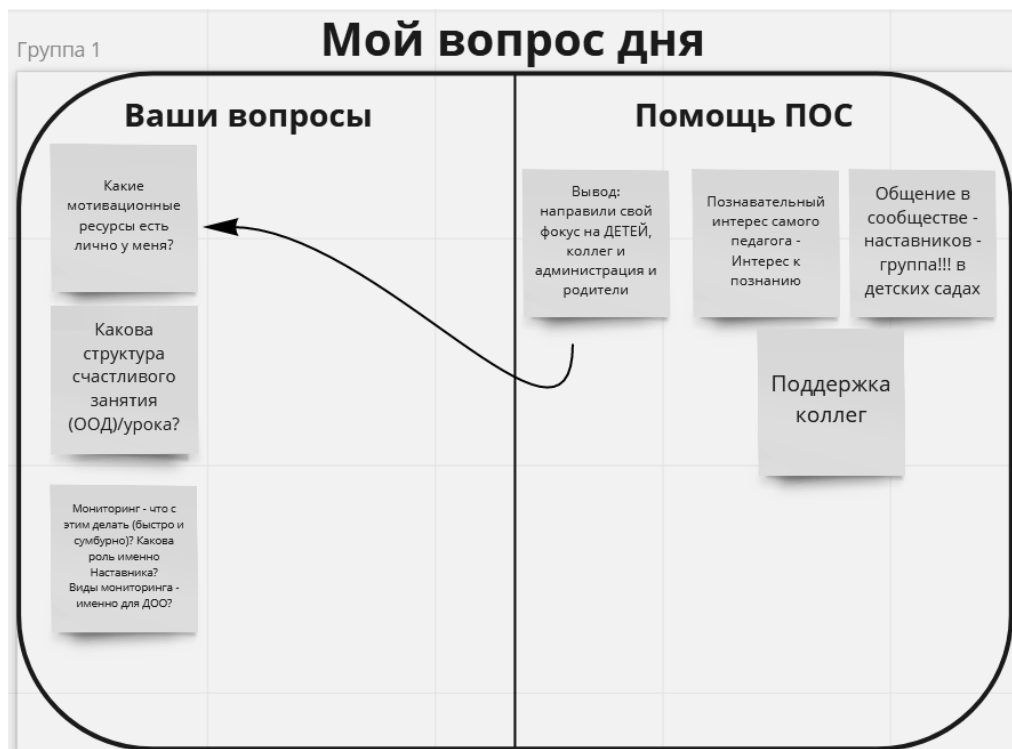 Группа 1
Мой вопрос дня
Ваши вопросы
Какие
мотивационные
ресурсы есть
лично у меня?
Какова
структура
счастливого
занятия
(ООД)/урока?
Мониторинг - что с
этим делать (быстро и
сумбурно)? Какова
роль именно
Наставника?
Виды мониторинга -
именно для ДОО?
Помощь ПОС
Вывод:
направили свой
фокус на ДЕТЕЙ,
коллег и
администрация и
родители
Познавательный
интерес самого
педагога -
Интерес к
познанию
Общение в
сообществе -
наставников -
группа!!! в
детских садах
Поддержка
коллег